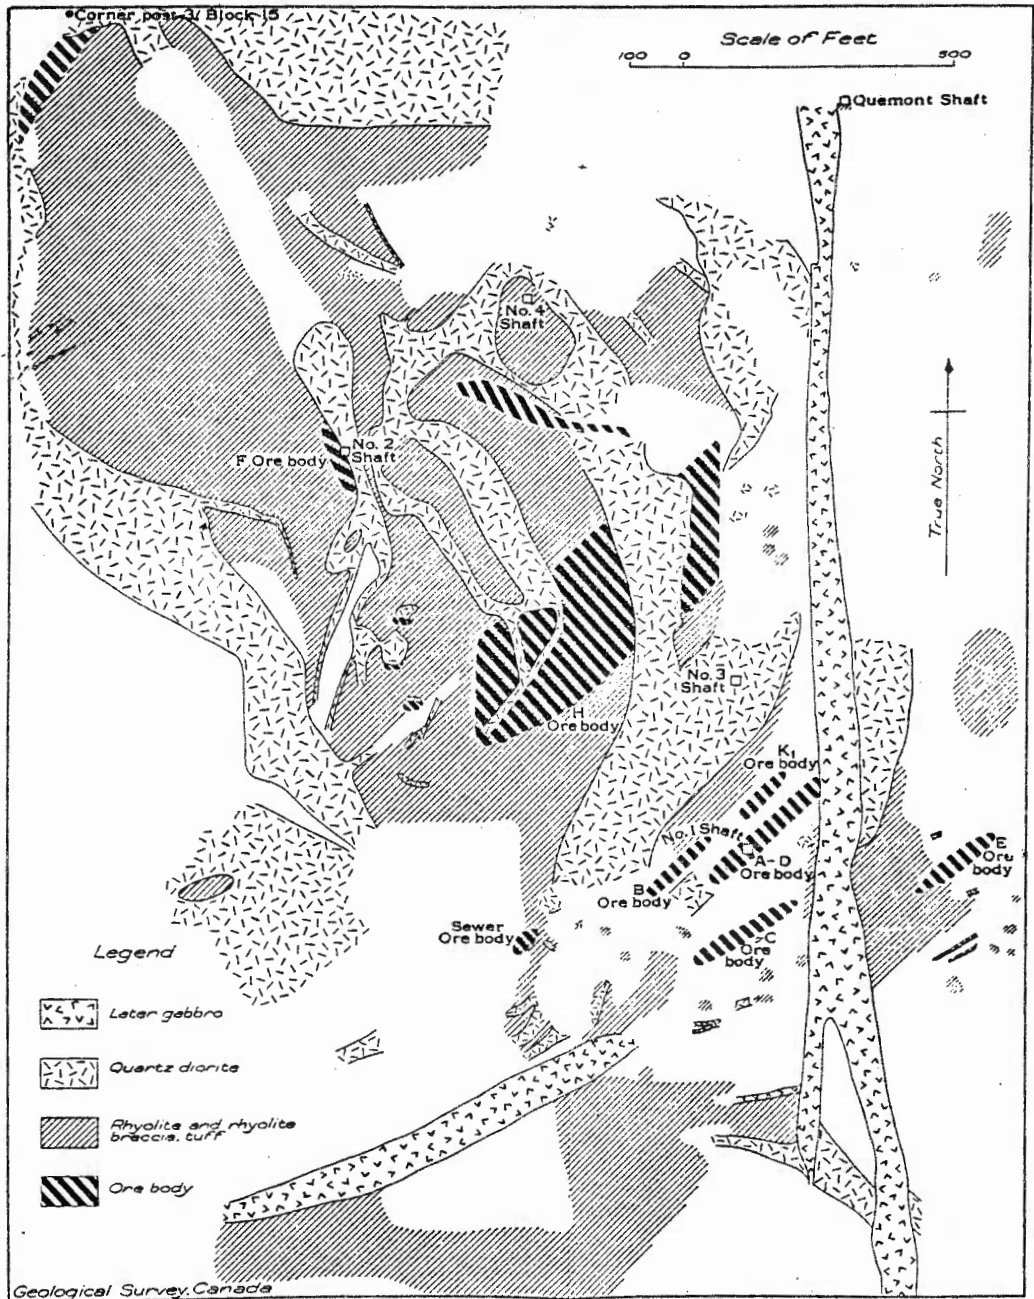 Corner post 3, Block 15
Scale of Feet
100 0 500
Quemont Shaft
No. 4
Shaft
True North
No. 2
Shaft
F Ore body
No. 3
Shaft
H
Ore body
K₁
Ore body
No. 1 Shaft
A-D
Ore body
B
Ore body
E
Ore
body
Sewer
Ore body
C
Ore
body
Legend
Later gabbro
Quartz diorite
Rhyolite and rhyolite
breccia, tuff
Ore body
Geological Survey, Canada